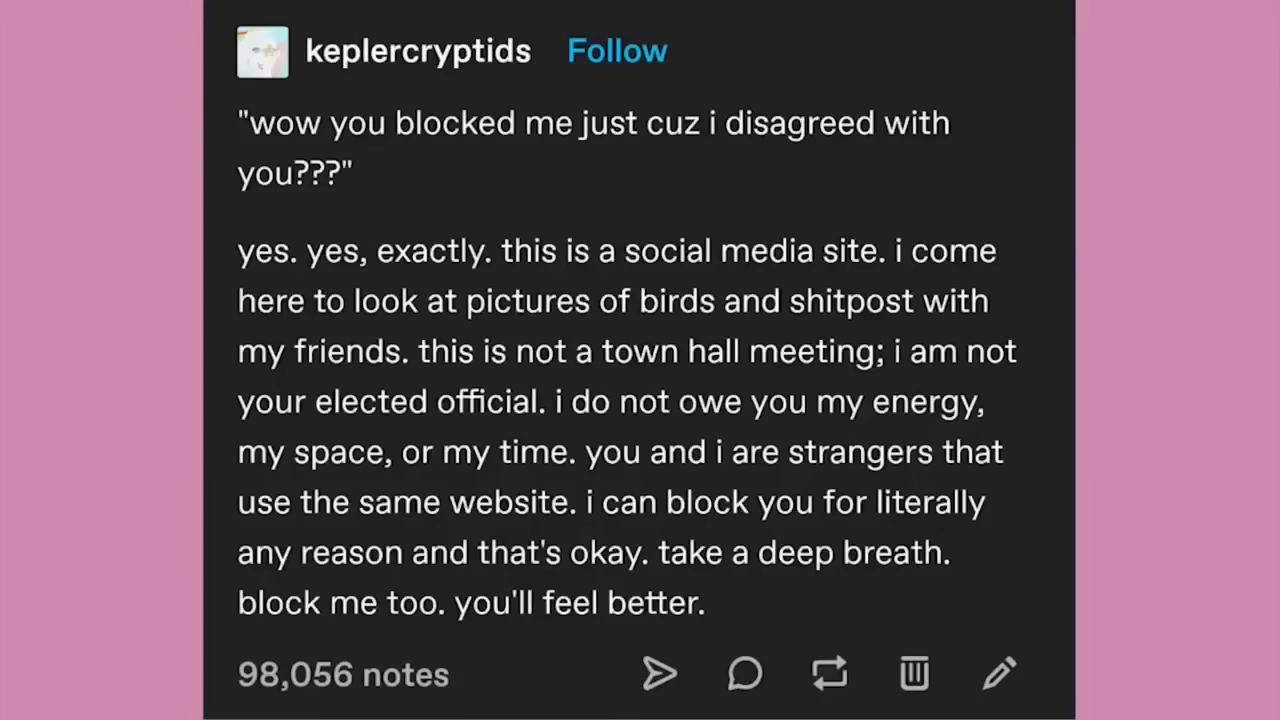 keplercryptids Follow
"wow you blocked me just cuz i disagreed with
you???"
yes. yes, exactly. this is a social media site. i come
here to look at pictures of birds and shitpost with
my friends. this is not a town hall meeting; i am not
your elected official. i do not owe you my energy,
my space, or my time. you and i are strangers that
use the same website. i can block you for literally
any reason and that's okay. take a deep breath.
block me too. you'll feel better.
98,056 notes